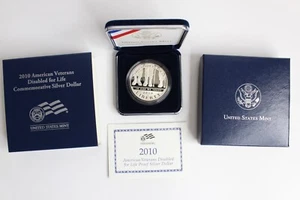 2010 American Veterans
Disabled for Life
Commemorative Silver Dollar
UNITED STATES MINT
LIBERTY
2010
American Veterans Disabled
for Life Proof Silver Dollar
UNITED STATES MINT